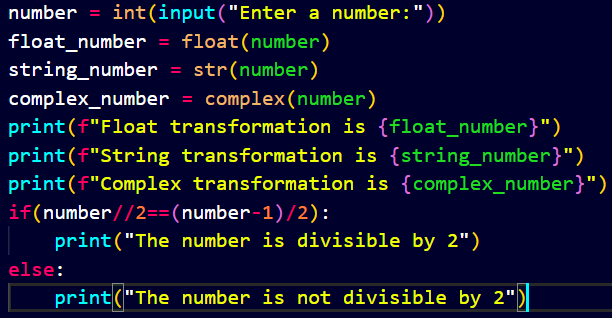 number = int(input("Enter a number:"))
float_number = float(number)
string_number = str(number)
complex_number = complex(number)
print(f"Float transformation is {float_number}")
print(f"String transformation is {string_number}")
print(f"Complex transformation is {complex_number}")
if(number//2==(number-1)/2):
    print("The number is divisible by 2")
else:
    print("The number is not divisible by 2")